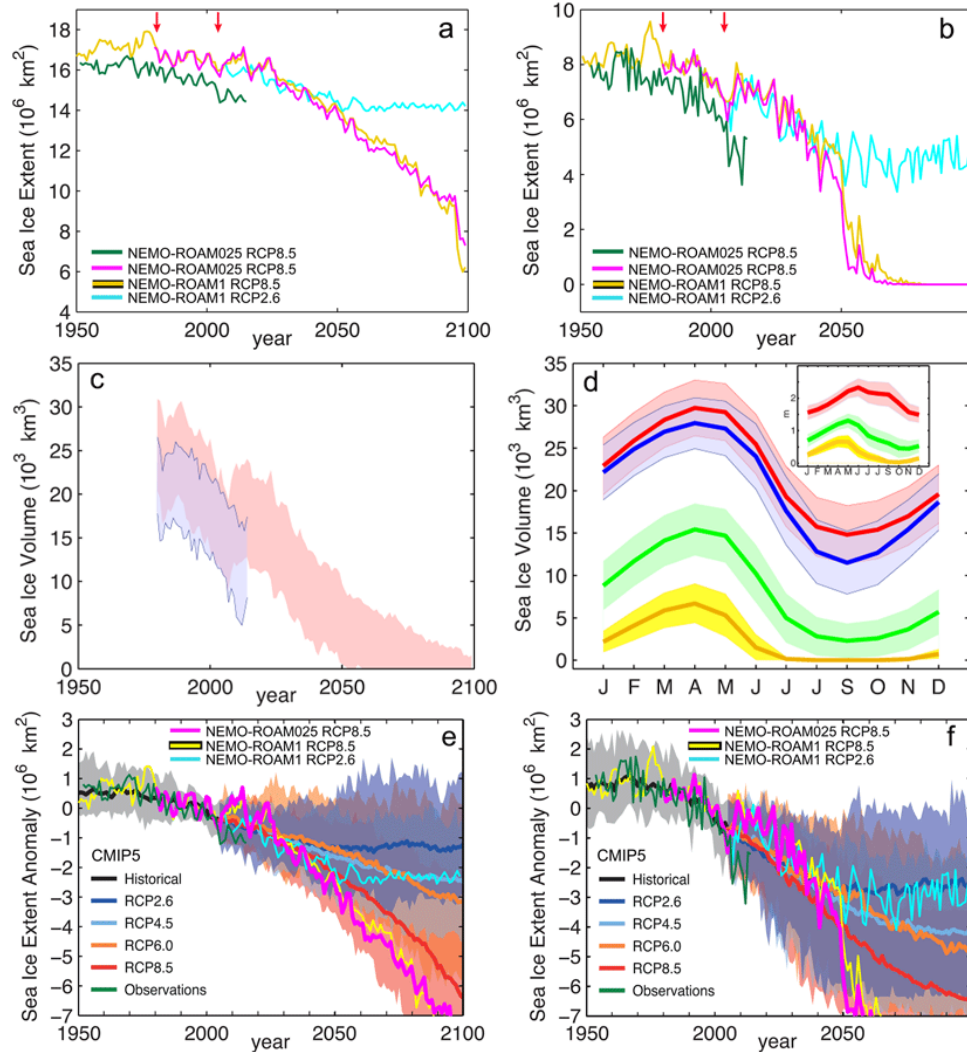 a
Sea Ice Extent (10⁶ km²)
18
16
14
12
10
8
6
4
NEMO-ROAM025 RCP8.5
NEMO-ROAM025 RCP8.5
NEMO-ROAM1 RCP8.5
NEMO-ROAM1 RCP2.6
1950 2000 2050 2100
year
b
Sea Ice Extent (10⁶ km²)
10
8
6
4
2
0
NEMO-ROAM025 RCP8.5
NEMO-ROAM025 RCP8.5
NEMO-ROAM1 RCP8.5
NEMO-ROAM1 RCP2.6
1950 2000 2050
year
c
Sea Ice Volume (10³ km³)
35
30
25
20
15
10
5
0
1950 2000 2050 2100
year
d
Sea Ice Volume (10³ km³)
35
30
25
20
15
10
5
0
J F M A M J J S O N D
m
2
1
0
J F M A M J J S O N D
e
Sea Ice Extent Anomaly (10⁶ km²)
3
2
1
0
-1
-2
-3
-4
-5
-6
-7
NEMO-ROAM025 RCP8.5
NEMO-ROAM1 RCP8.5
NEMO-ROAM1 RCP2.6
CMIP5
Historical
RCP2.6
RCP4.5
RCP6.0
RCP8.5
Observations
1950 2000 2050 2100
year
f
Sea Ice Extent Anomaly (10⁶ km²)
3
2
1
0
-1
-2
-3
-4
-5
-6
-7
NEMO-ROAM025 RCP8.5
NEMO-ROAM1 RCP8.5
NEMO-ROAM1 RCP2.6
CMIP5
Historical
RCP2.6
RCP4.5
RCP6.0
RCP8.5
Observations
1950 2000 2050
year